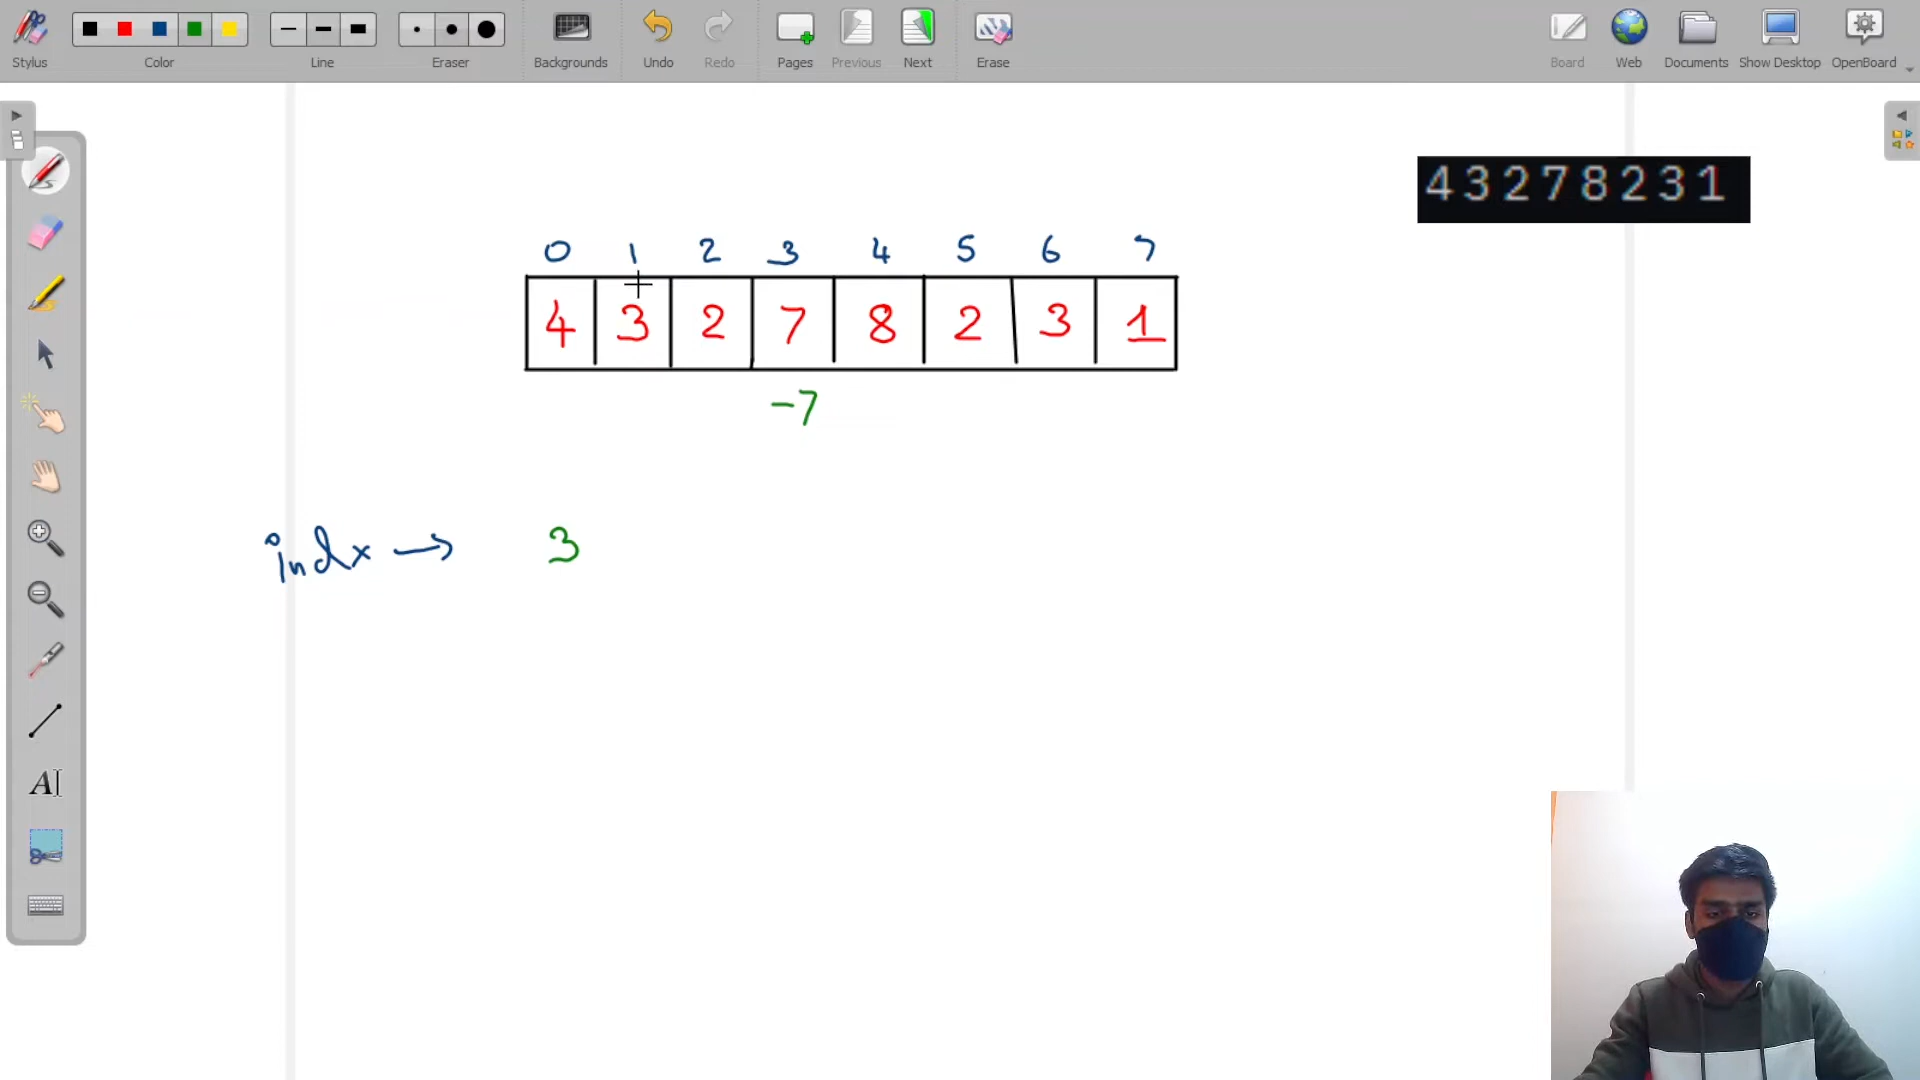 Stylus Color Line Eraser Backgrounds Undo Redo Pages Previous Next Erase Board Web Documents Show Desktop OpenBoard
4 3 2 7 8 2 3 1
0 1 2 3 4 5 6 7
4 3 2 7 8 2 3 1
-7
indx → 3